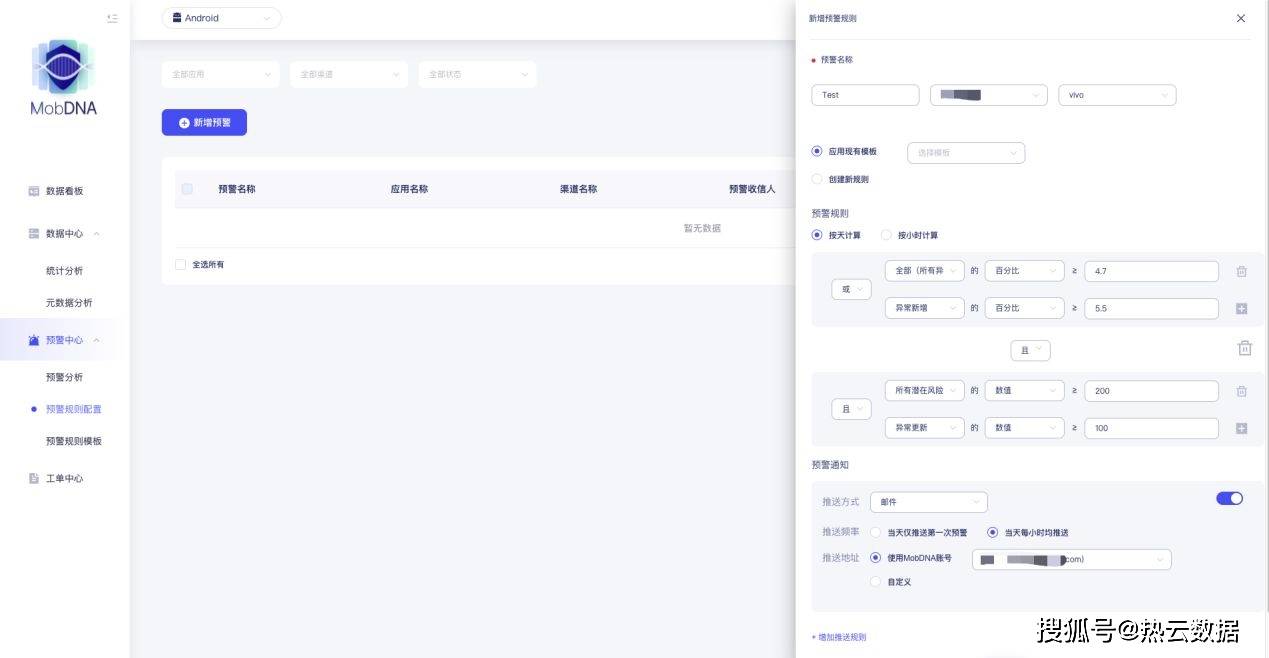 Android
MobDNA
数据看板
数据中心
统计分析
元数据分析
预警中心
预警分析
预警规则配置
预警规则模板
工单中心
全部应用 全部渠道 全部状态
新增预警
预警名称 应用名称 渠道名称 预警收信人
暂无数据
全选所有
新增预警规则
预警名称
Test vivo
应用现有模板 选择模板
创建新规则
预警规则
按天计算 按小时计算
或
全部（所有异 的 百分比 ≥ 4.7
异常新增 的 百分比 ≥ 5.5
且
且
所有潜在风险 的 数值 ≥ 200
异常更新 的 数值 ≥ 100
预警通知
推送方式 邮件
推送频率 当天仅推送第一次预警 当天每小时均推送
推送地址 使用MobDNA账号 com)
自定义
+ 增加推送规则
搜狐号@热云数据